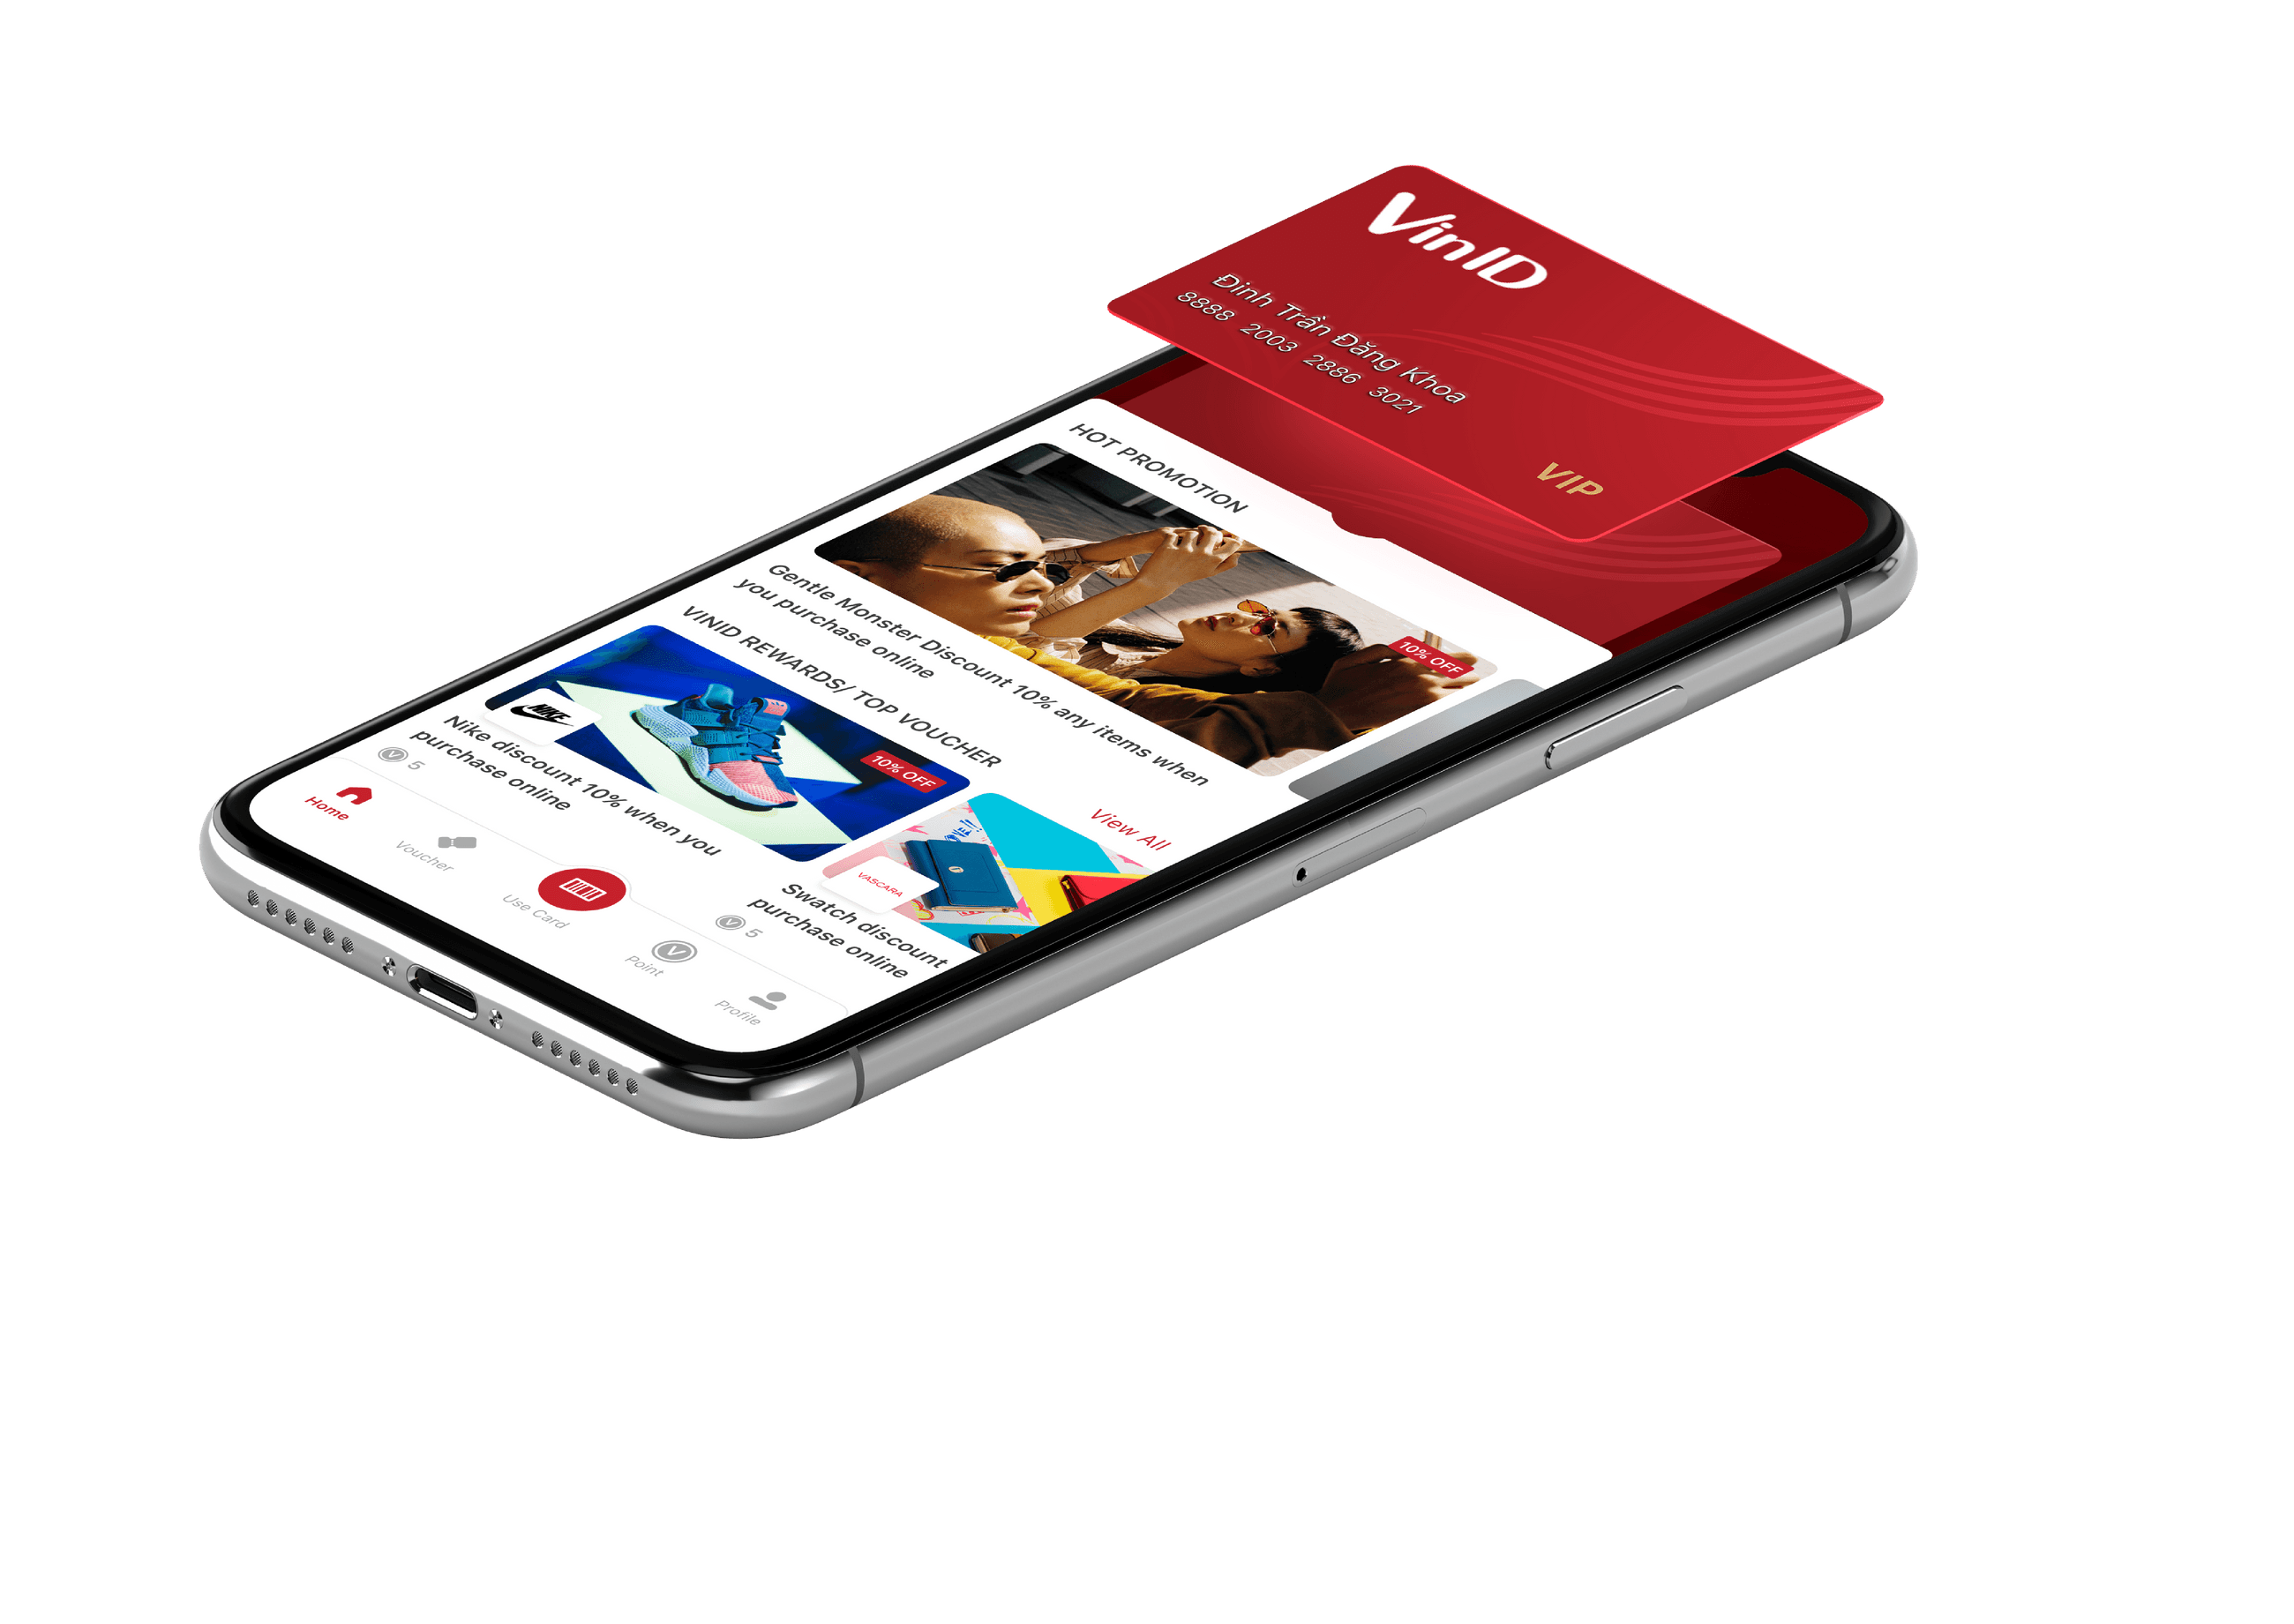 VinID
Đinh Trần Đăng Khoa
8888 2003 2886 3021
VIP
HOT PROMOTION
10% OFF
Gentle Monster Discount 10% any items when
you purchase online
VINID REWARDS/ TOP VOUCHER
View All
NIKE
10% OFF
Nike discount 10% when you
purchase online
V 5
VASCARA
Swatch discount
purchase online
V 5
Home
Voucher
Use Card
V
Point
Profile